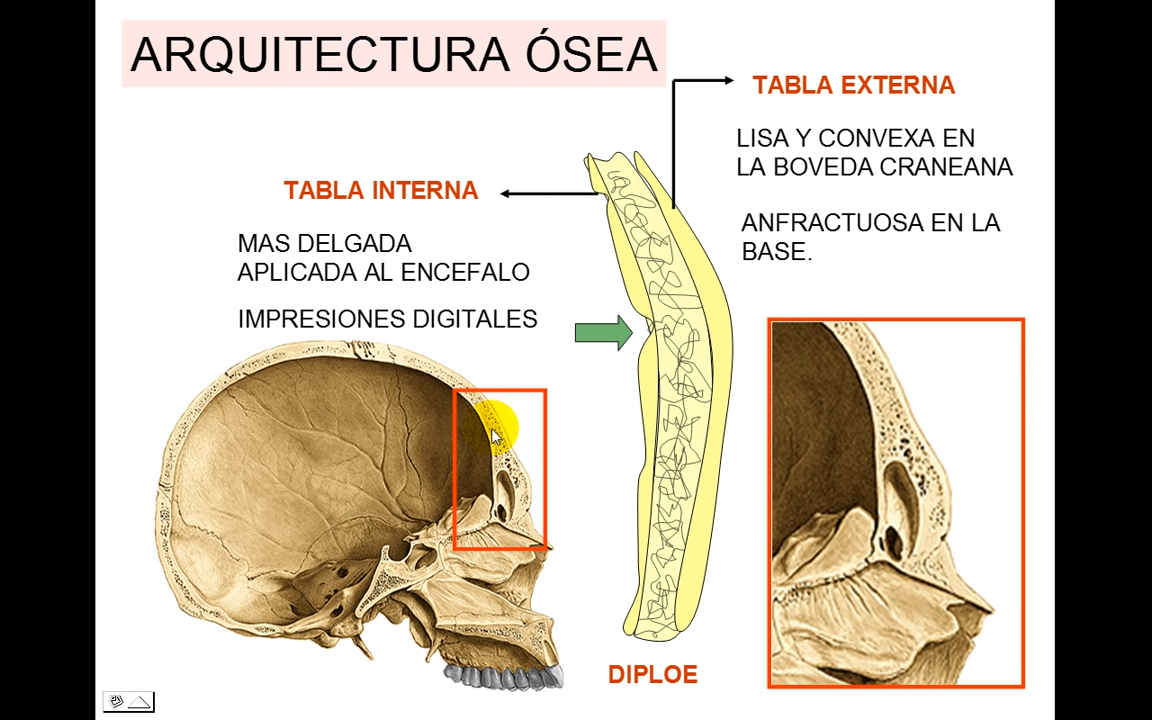 ARQUITECTURA ÓSEA
TABLA EXTERNA
LISA Y CONVEXA EN
LA BOVEDA CRANEANA
ANFRACTUOSA EN LA
BASE.
TABLA INTERNA
MAS DELGADA
APLICADA AL ENCEFALO
IMPRESIONES DIGITALES
DIPLOE